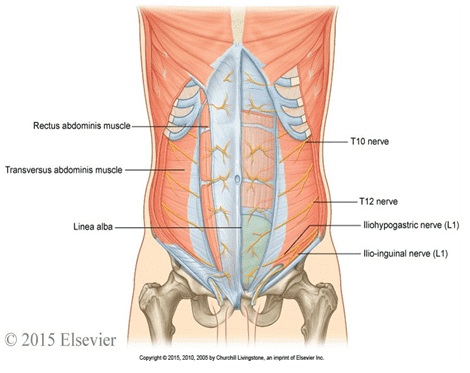 Rectus abdominis muscle
T10 nerve
Transversus abdominis muscle
T12 nerve
Linea alba
Iliohypogastric nerve (L1)
Ilio-inguinal nerve (L1)
© 2015 Elsevier
Copyright © 2015, 2010, 2005 by Churchill Livingstone, an imprint of Elsevier Inc.